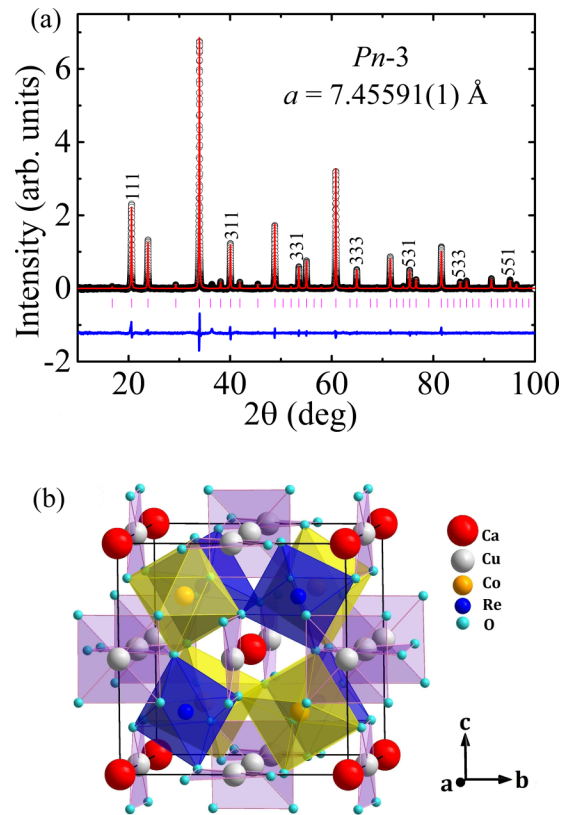 (a)
Pn-3
a = 7.45591(1) Å
Intensity (arb. units)
6
4
2
0
-2
111
311
331
333
531
533
551
20
40
60
80
100
2θ (deg)
(b)
Ca
Cu
Co
Re
O
c
a
b